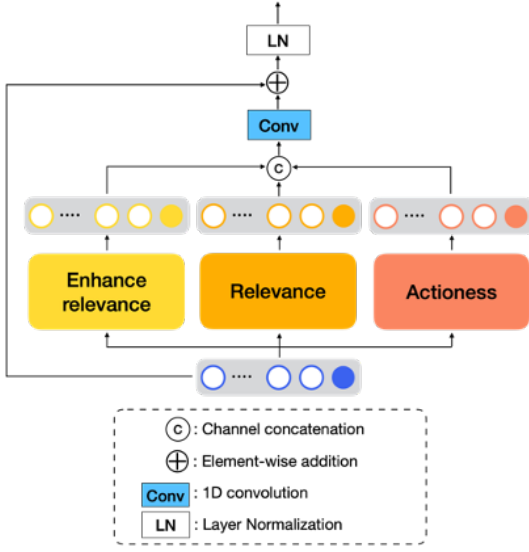 LN
Conv
C
.... .... ....
Enhance
relevance
Relevance
Actioness
....
C : Channel concatenation
: Element-wise addition
Conv : 1D convolution
LN : Layer Normalization